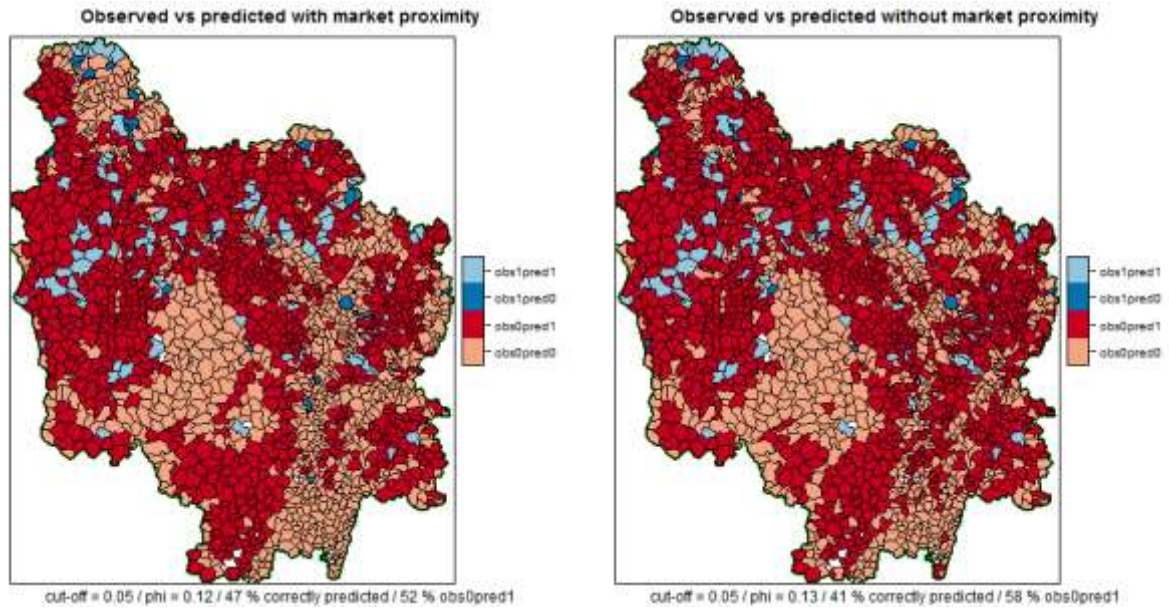 Observed vs predicted with market proximity
obs1pred1
obs1pred0
obs0pred1
obs0pred0
cut-off = 0.05 / phi = 0.12 / 47 % correctly predicted / 52 % obs0pred1
Observed vs predicted without market proximity
obs1pred1
obs1pred0
obs0pred1
obs0pred0
cut-off = 0.05 / phi = 0.13 / 41 % correctly predicted / 58 % obs0pred1